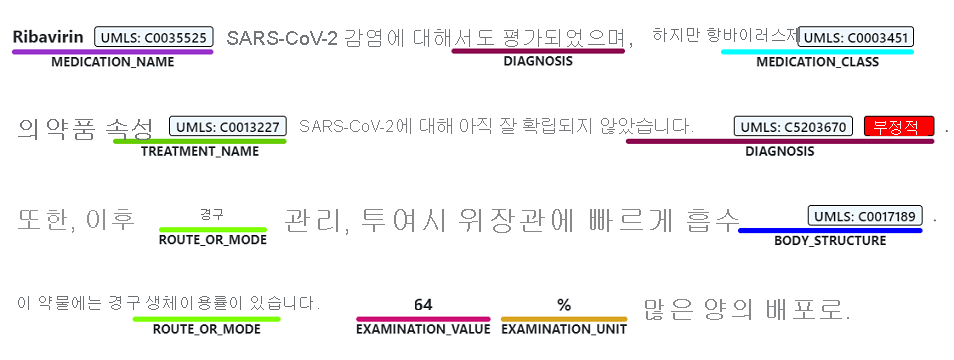 Ribavirin UMLS: C0035525 SARS-CoV-2 감염에 대해서도 평가되었으며, 하지만 항바이러스제 UMLS: C0003451
MEDICATION_NAME DIAGNOSIS MEDICATION_CLASS
의약품 속성 UMLS: C0013227 SARS-CoV-2에 대해 아직 잘 확립되지 않았습니다. UMLS: C5203670 부정적 .
TREATMENT_NAME DIAGNOSIS
또한, 이후 경구 관리, 투여시 위장관에 빠르게 흡수 UMLS: C0017189 .
ROUTE_OR_MODE BODY_STRUCTURE
이 약물에는 경구 생체이용률이 있습니다. 64 % 많은 양의 배포로.
ROUTE_OR_MODE EXAMINATION_VALUE EXAMINATION_UNIT